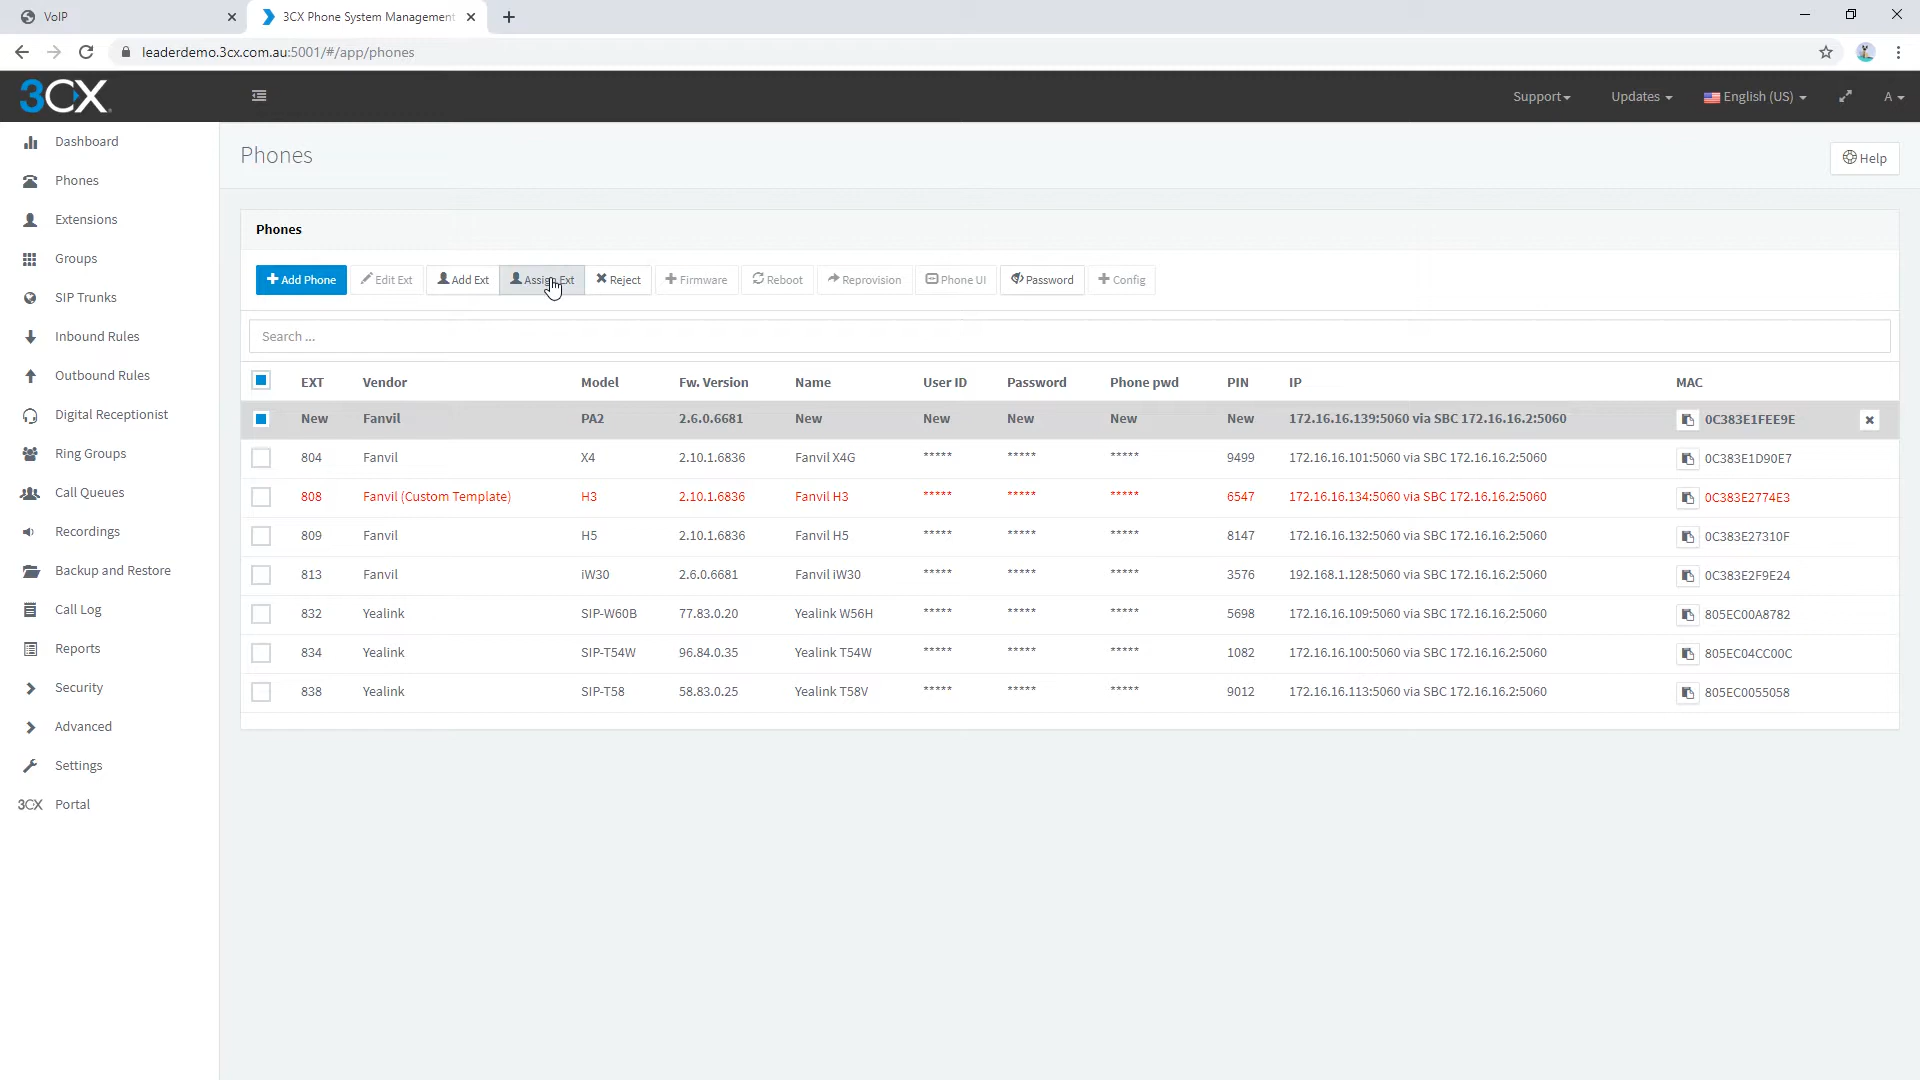 VoIP
3CX Phone System Management
leaderdemo.3cx.com.au:5001/#/app/phones
3CX
Support
Updates
English (US)
A
Dashboard
Phones
Extensions
Groups
SIP Trunks
Inbound Rules
Outbound Rules
Digital Receptionist
Ring Groups
Call Queues
Recordings
Backup and Restore
Call Log
Reports
Security
Advanced
Settings
3CX Portal
Phones
Help
Phones
Add Phone Edit Ext Add Ext Assign Ext Reject Firmware Reboot Reprovision Phone UI Password Config
Search ...
EXT Vendor Model Fw. Version Name User ID Password Phone pwd PIN IP MAC
New Fanvil PA2 2.6.0.6681 New New New New New 172.16.16.139:5060 via SBC 172.16.16.2:5060 0C383E1FEE9E
804 Fanvil X4 2.10.1.6836 Fanvil X4G ***** ***** ***** 9499 172.16.16.101:5060 via SBC 172.16.16.2:5060 0C383E1D90E7
808 Fanvil (Custom Template) H3 2.10.1.6836 Fanvil H3 ***** ***** ***** 6547 172.16.16.134:5060 via SBC 172.16.16.2:5060 0C383E2774E3
809 Fanvil H5 2.10.1.6836 Fanvil H5 ***** ***** ***** 8147 172.16.16.132:5060 via SBC 172.16.16.2:5060 0C383E27310F
813 Fanvil iW30 2.6.0.6681 Fanvil iW30 ***** ***** ***** 3576 192.168.1.128:5060 via SBC 172.16.16.2:5060 0C383E2F9E24
832 Yealink SIP-W60B 77.83.0.20 Yealink W56H ***** ***** ***** 5698 172.16.16.109:5060 via SBC 172.16.16.2:5060 805EC00A8782
834 Yealink SIP-T54W 96.84.0.35 Yealink T54W ***** ***** ***** 1082 172.16.16.100:5060 via SBC 172.16.16.2:5060 805EC04CC00C
838 Yealink SIP-T58 58.83.0.25 Yealink T58V ***** ***** ***** 9012 172.16.16.113:5060 via SBC 172.16.16.2:5060 805EC0055058